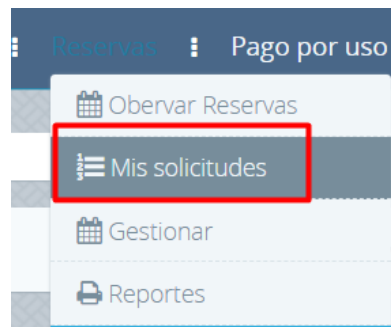 Reservas Pago por uso
Obervar Reservas
Mis solicitudes
Gestionar
Reportes